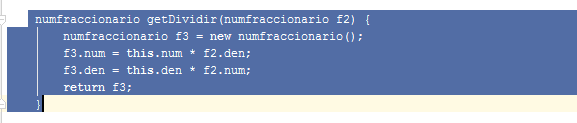 numfraccionario getDividir(numfraccionario f2) {
numfraccionario f3 = new numfraccionario();
f3.num = this.num * f2.den;
f3.den = this.den * f2.num;
return f3;
}